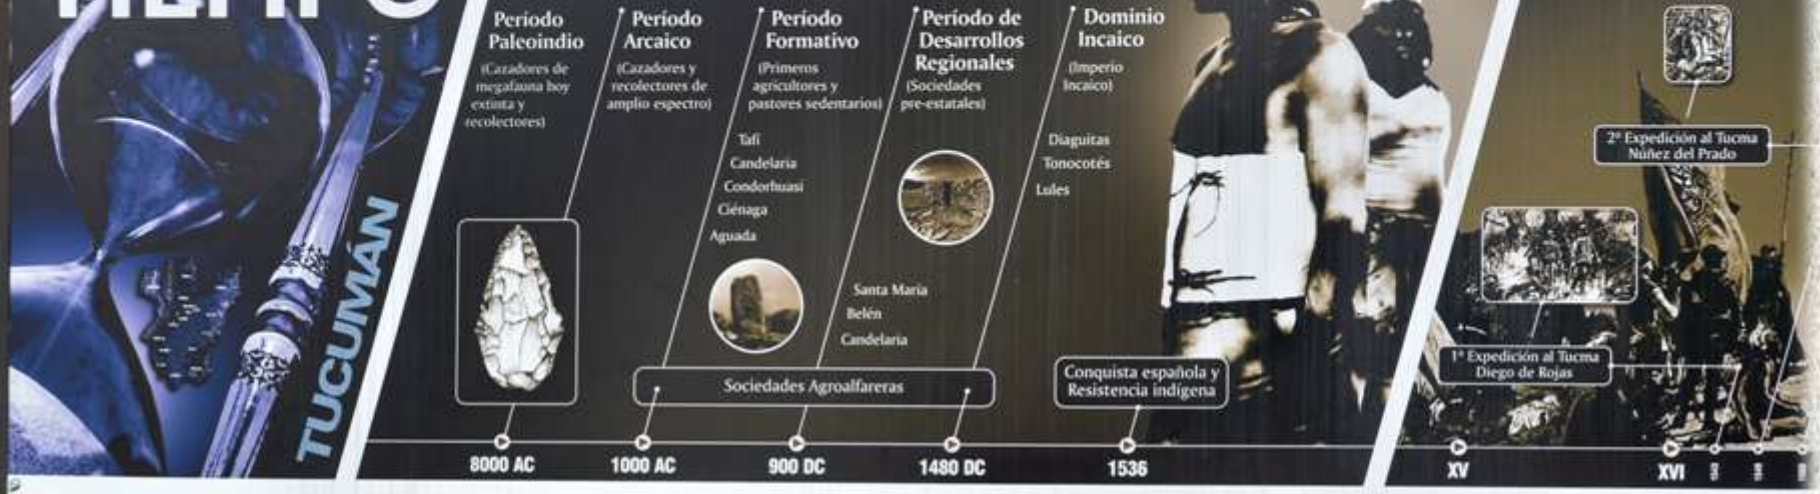 TIEMPO
TUCUMÁN
Período
Paleoindio
(Cazadores de
megafauna hoy
extinta y
recolectores)
Período
Arcaico
(Cazadores y
recolectores de
amplio espectro)
Período
Formativo
(Primeros
agricultores y
pastores sedentarios)
Tafí
Candelaria
Condorhuasi
Ciénaga
Aguada
Período de
Desarrollos
Regionales
(Sociedades
pre-estatales)
Santa María
Belén
Candelaria
Dominio
Incaico
(Imperio
Incaico)
Diaguitas
Tonocotés
Lules
Sociedades Agroalfareras
Conquista española y
Resistencia indígena
8000 AC
1000 AC
900 DC
1480 DC
1536
2ª Expedición al Tucma
Núñez del Prado
1ª Expedición al Tucma
Diego de Rojas
XV
XVI